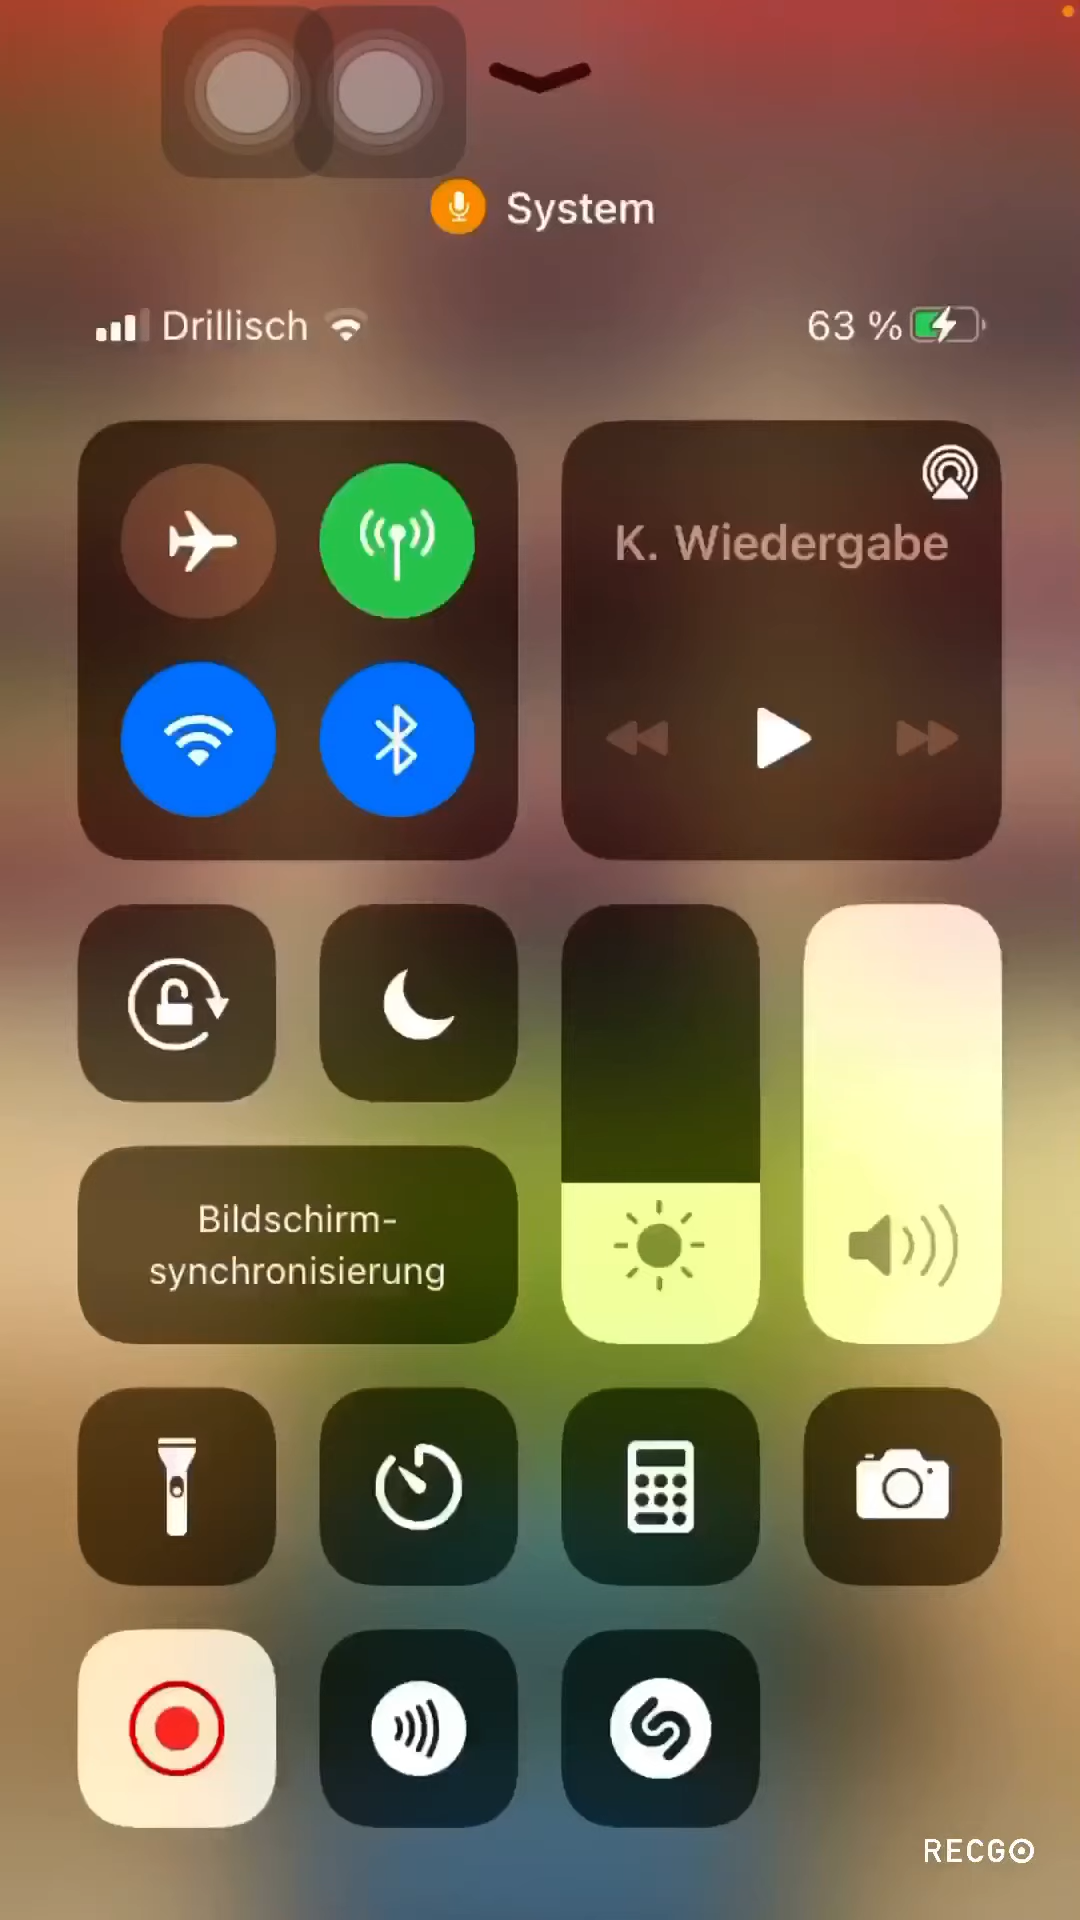 System
Drillisch
63 %
K. Wiedergabe
Bildschirm-
synchronisierung
RECGO